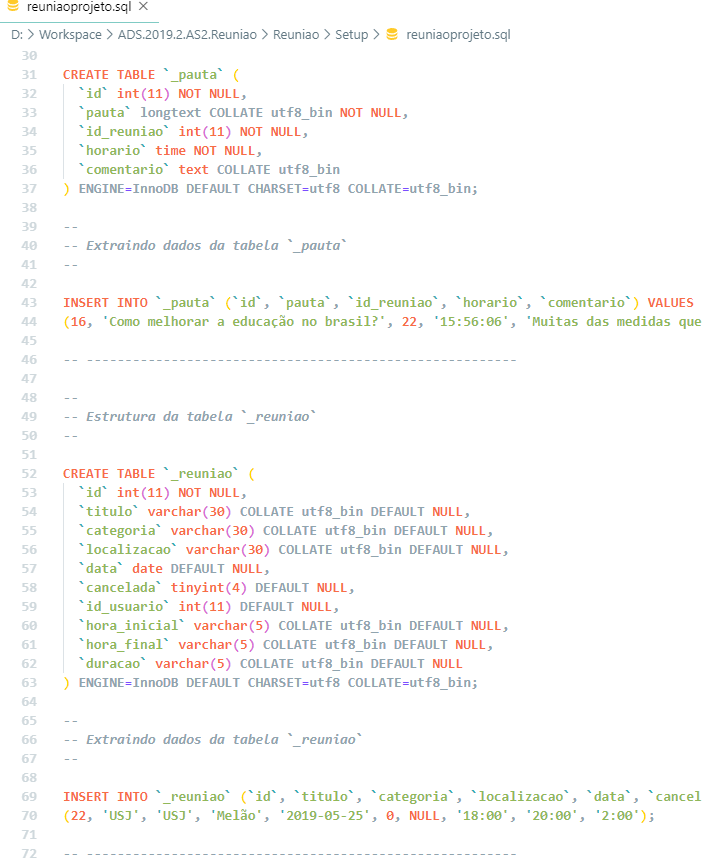 reuniaoprojeto.sql ×
D: > Workspace > ADS.2019.2.AS2.Reuniao > Reuniao > Setup > reuniaoprojeto.sql
30
31 CREATE TABLE `_pauta` (
32   `id` int(11) NOT NULL,
33   `pauta` longtext COLLATE utf8_bin NOT NULL,
34   `id_reuniao` int(11) NOT NULL,
35   `horario` time NOT NULL,
36   `comentario` text COLLATE utf8_bin
37 ) ENGINE=InnoDB DEFAULT CHARSET=utf8 COLLATE=utf8_bin;
38
39 --
40 -- Extraindo dados da tabela `_pauta`
41 --
42
43 INSERT INTO `_pauta` (`id`, `pauta`, `id_reuniao`, `horario`, `comentario`) VALUES
44 (16, 'Como melhorar a educação no brasil?', 22, '15:56:06', 'Muitas das medidas que
45
46 -- --------------------------------------------------------
47
48 --
49 -- Estrutura da tabela `_reuniao`
50 --
51
52 CREATE TABLE `_reuniao` (
53   `id` int(11) NOT NULL,
54   `titulo` varchar(30) COLLATE utf8_bin DEFAULT NULL,
55   `categoria` varchar(30) COLLATE utf8_bin DEFAULT NULL,
56   `localizacao` varchar(30) COLLATE utf8_bin DEFAULT NULL,
57   `data` date DEFAULT NULL,
58   `cancelada` tinyint(4) DEFAULT NULL,
59   `id_usuario` int(11) DEFAULT NULL,
60   `hora_inicial` varchar(5) COLLATE utf8_bin DEFAULT NULL,
61   `hora_final` varchar(5) COLLATE utf8_bin DEFAULT NULL,
62   `duracao` varchar(5) COLLATE utf8_bin DEFAULT NULL
63 ) ENGINE=InnoDB DEFAULT CHARSET=utf8 COLLATE=utf8_bin;
64
65 --
66 -- Extraindo dados da tabela `_reuniao`
67 --
68
69 INSERT INTO `_reuniao` (`id`, `titulo`, `categoria`, `localizacao`, `data`, `cancel
70 (22, 'USJ', 'USJ', 'Melão', '2019-05-25', 0, NULL, '18:00', '20:00', '2:00');
71
72 -- --------------------------------------------------------